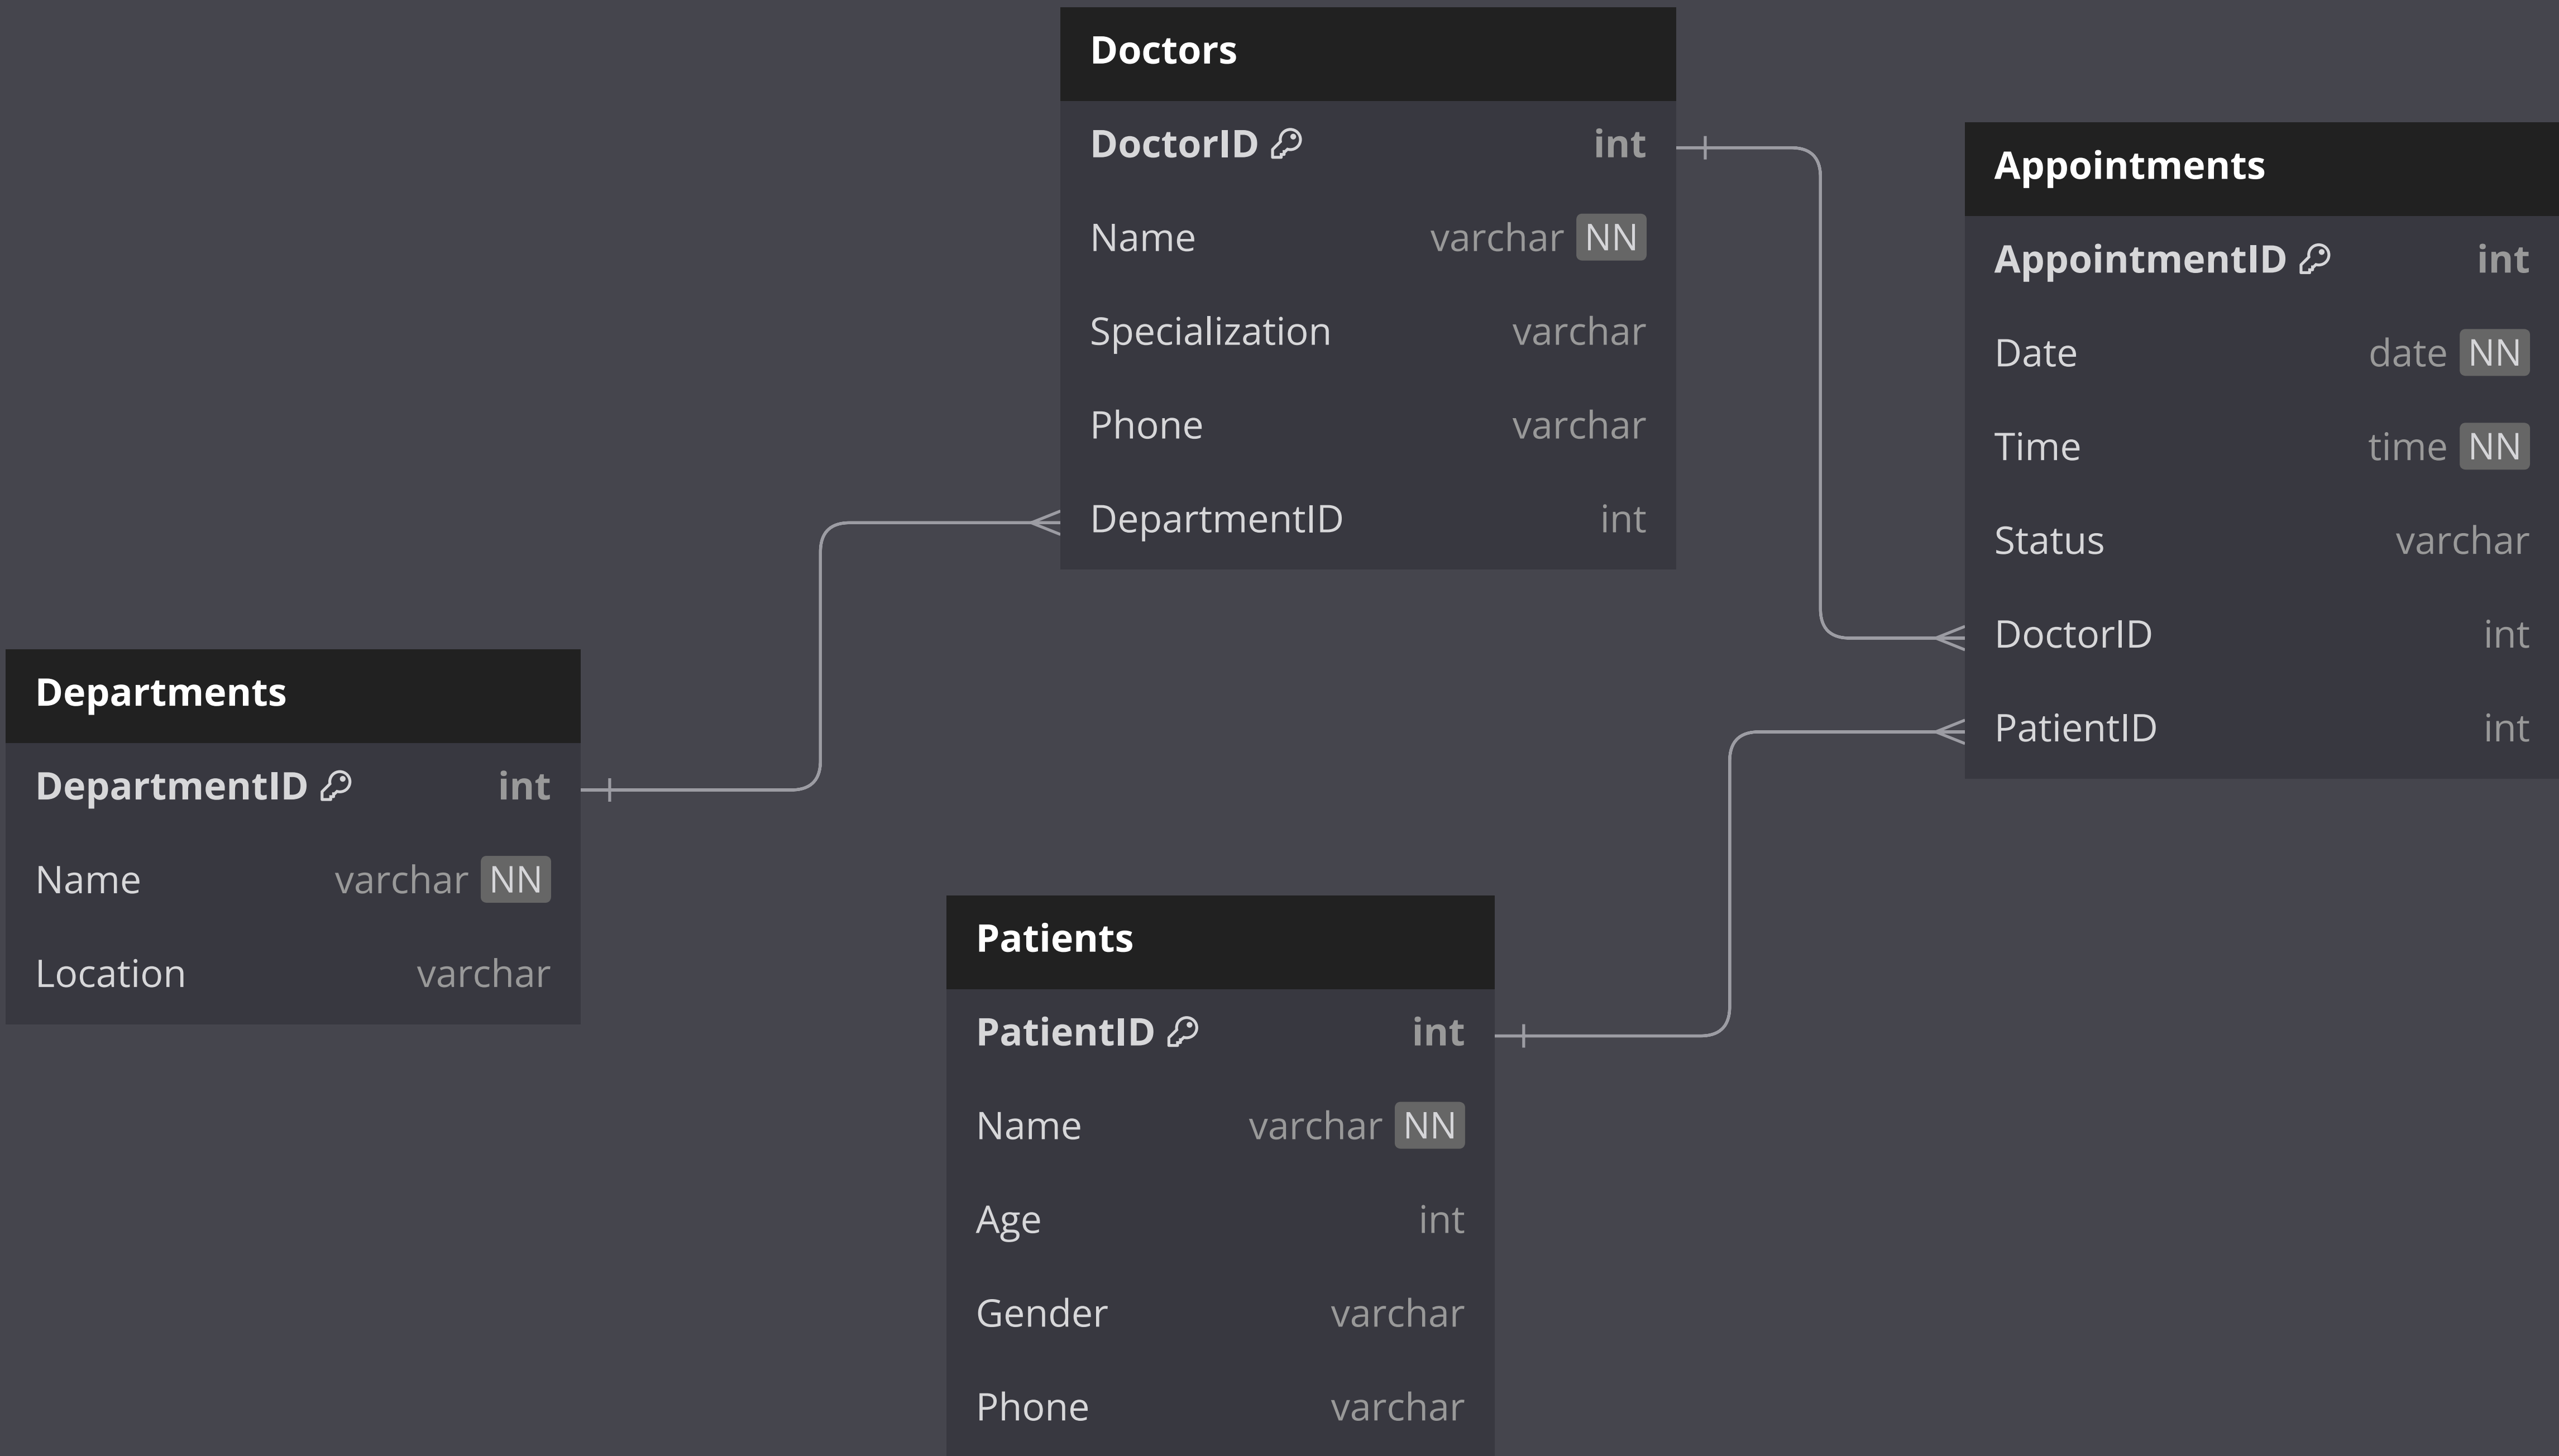 Doctors
DoctorID int
Name varchar NN
Specialization varchar
Phone varchar
DepartmentID int
Appointments
AppointmentID int
Date date NN
Time time NN
Status varchar
DoctorID int
PatientID int
Departments
DepartmentID int
Name varchar NN
Location varchar
Patients
PatientID int
Name varchar NN
Age int
Gender varchar
Phone varchar